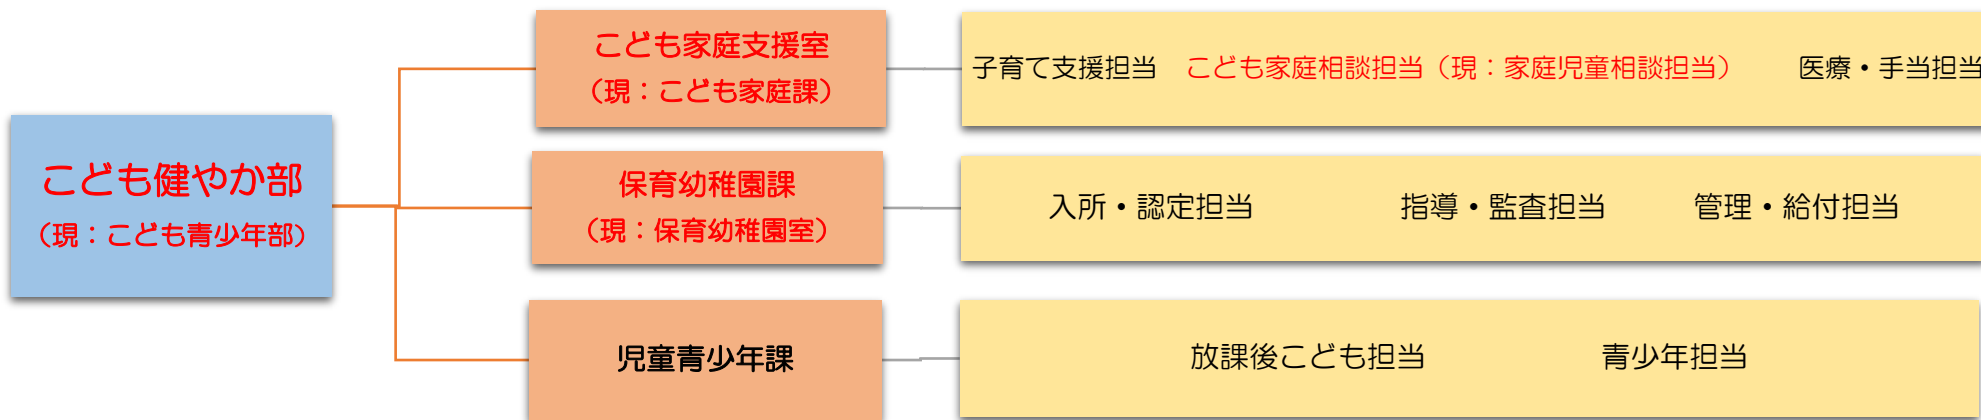 こども健やか部
（現：こども青少年部）
こども家庭支援室
（現：こども家庭課）
子育て支援担当 こども家庭相談担当（現：家庭児童相談担当） 医療・手当担当
保育幼稚園課
（現：保育幼稚園室）
入所・認定担当 指導・監査担当 管理・給付担当
児童青少年課
放課後こども担当 青少年担当